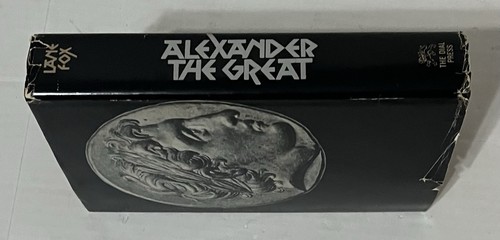 LANE
FOX
ALEXANDER
THE GREAT
THE DIAL
PRESS